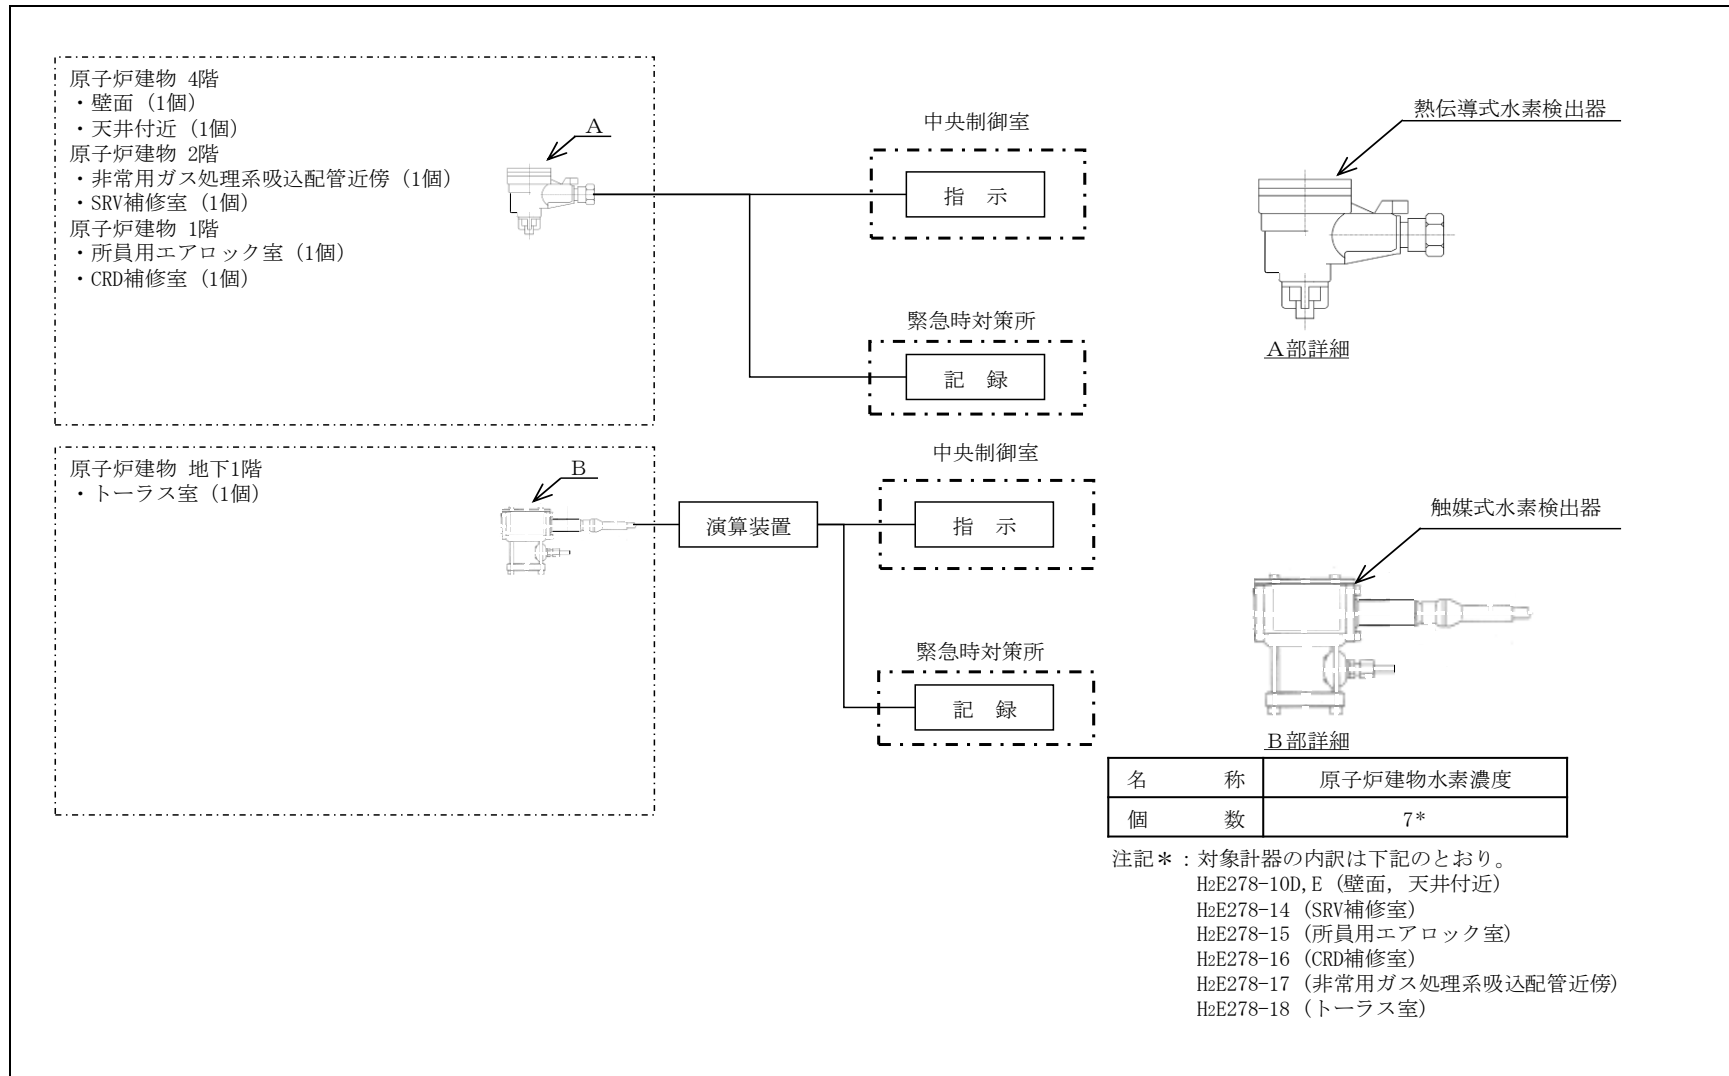 原子炉建物 4階
・壁面（1個）
・天井付近（1個）
原子炉建物 2階
・非常用ガス処理系吸込配管近傍（1個）
・SRV補修室（1個）
原子炉建物 1階
・所員用エアロック室（1個）
・CRD補修室（1個）
A
中央制御室
指　示
緊急時対策所
記　録
熱伝導式水素検出器
A部詳細
原子炉建物 地下1階
・トーラス室（1個）
B
演算装置
中央制御室
指　示
緊急時対策所
記　録
触媒式水素検出器
B部詳細
名　称　原子炉建物水素濃度
個　数　7*
注記＊：対象計器の内訳は下記のとおり。
H2E278-10D,E（壁面，天井付近）
H2E278-14（SRV補修室）
H2E278-15（所員用エアロック室）
H2E278-16（CRD補修室）
H2E278-17（非常用ガス処理系吸込配管近傍）
H2E278-18（トーラス室）